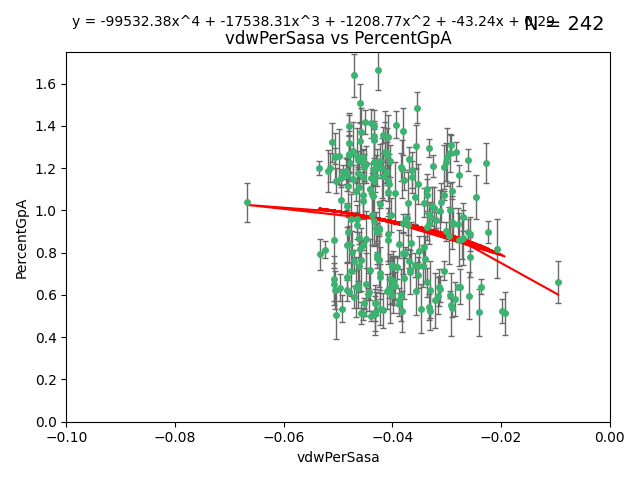 y = -99532.38x^4 + -17538.31x^3 + -1208.77x^2 + -43.24x + 0.29
N = 242
vdwPerSasa vs PercentGpA
PercentGpA
1.6
1.4
1.2
1.0
0.8
0.6
0.4
0.2
0.0
−0.10 −0.08 −0.06 −0.04 −0.02 0.00
vdwPerSasa